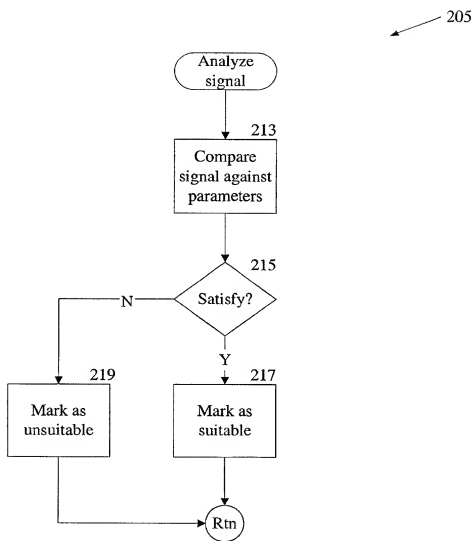 205
Analyze
signal
213
Compare
signal against
parameters
215
Satisfy?
N
Y
219
217
Mark as
unsuitable
Mark as
suitable
Rtn